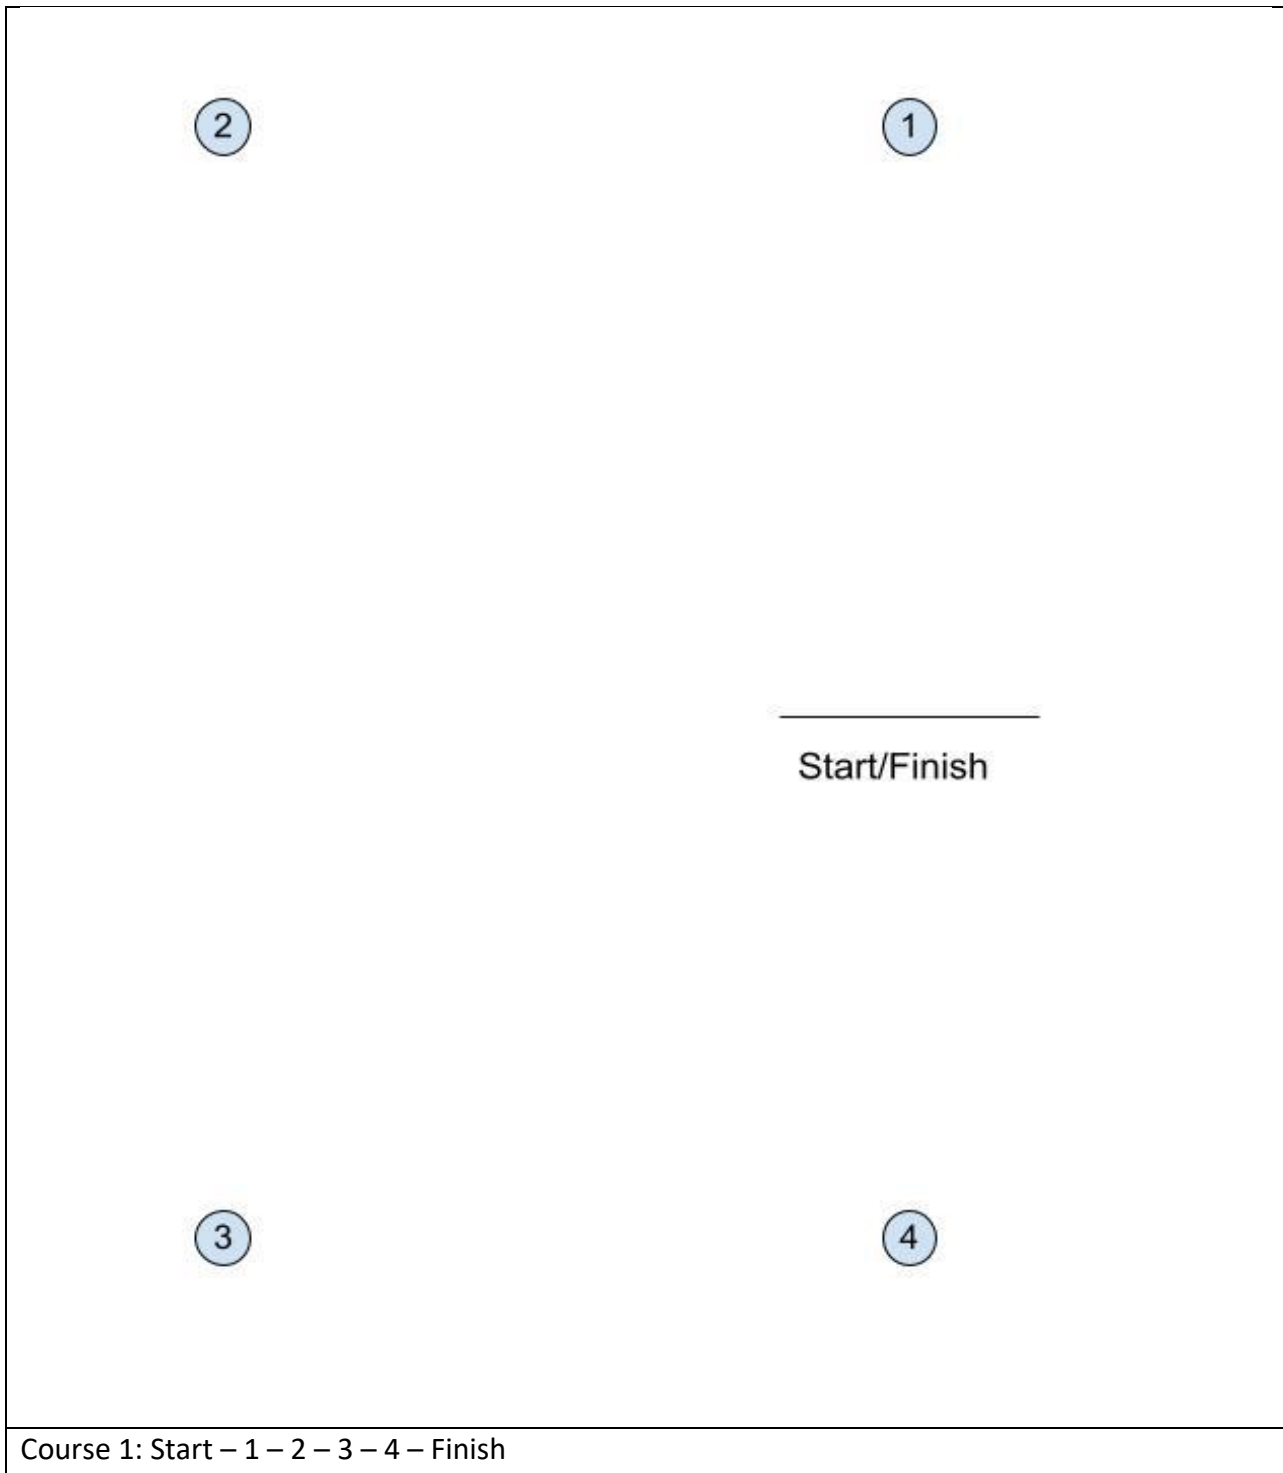 2 1
Start/Finish
3 4
Course 1: Start – 1 – 2 – 3 – 4 – Finish